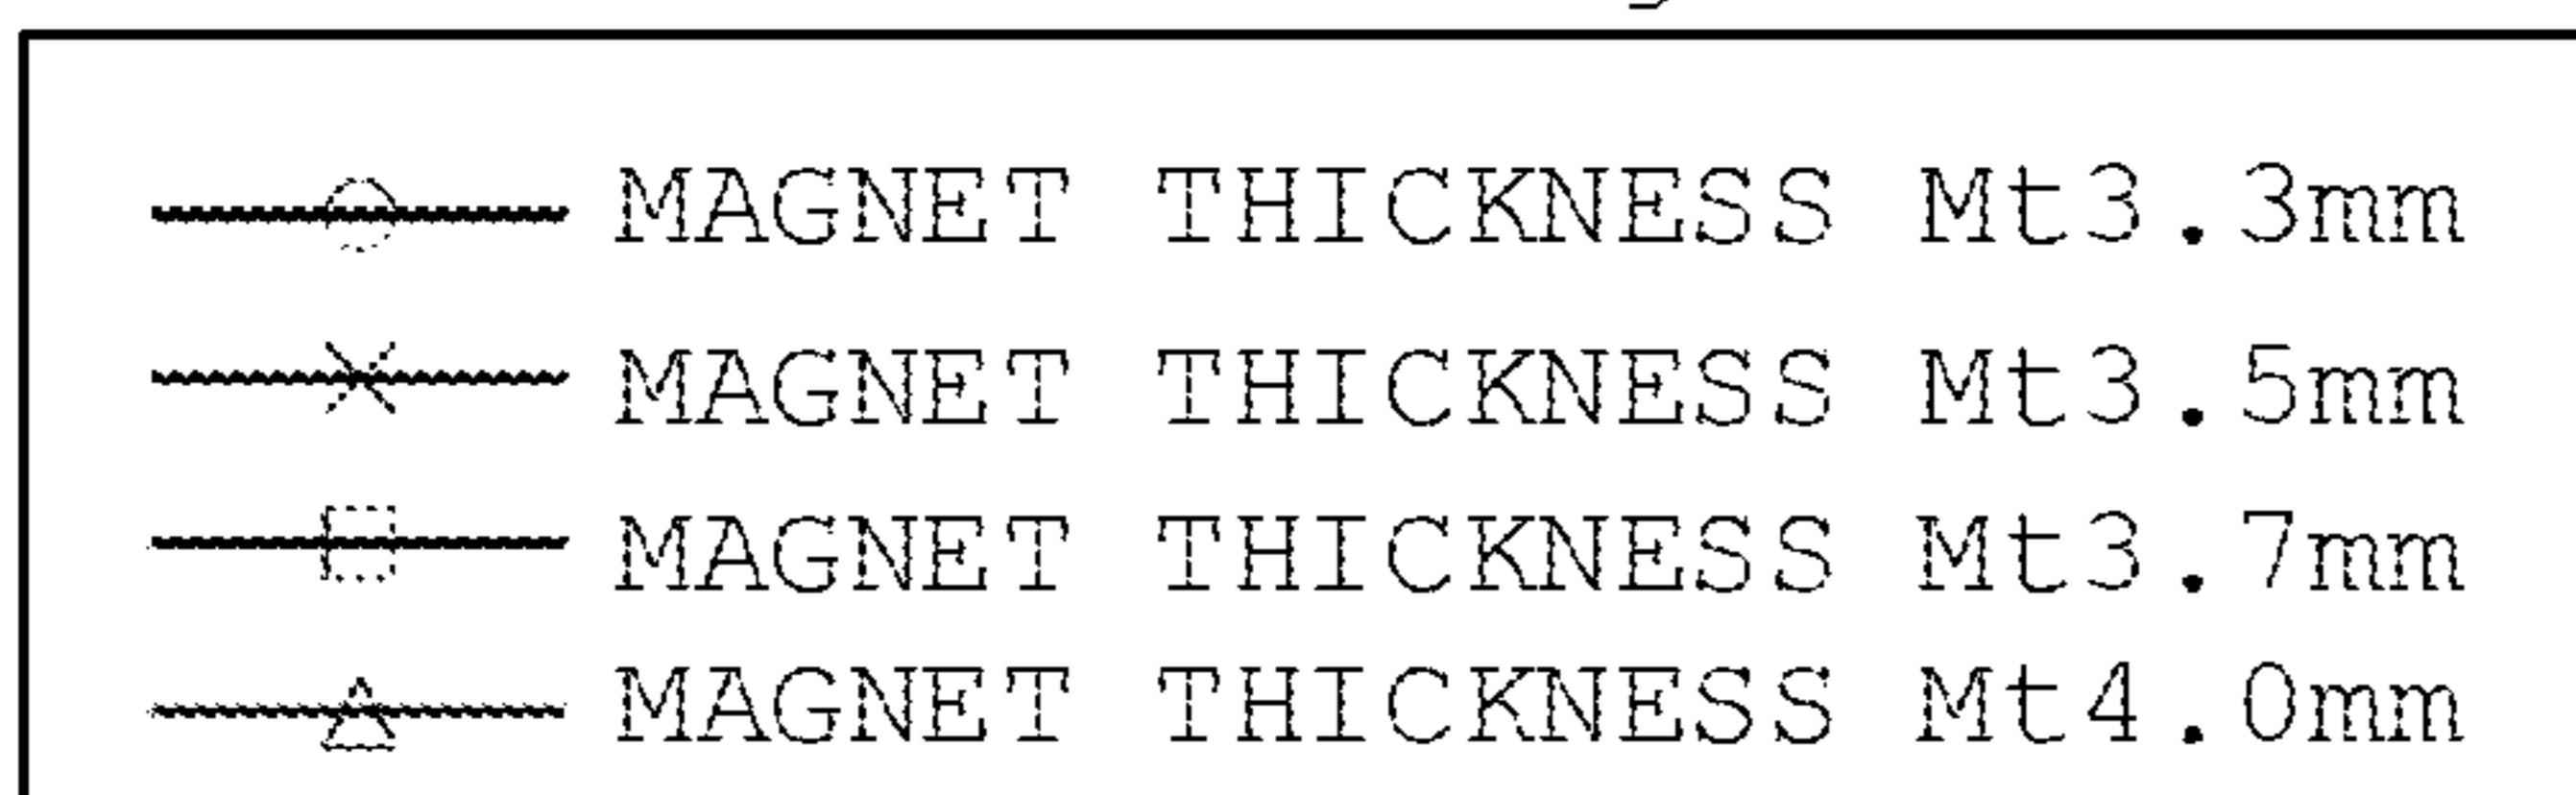 MAGNET THICKNESS Mt3.3mm
MAGNET THICKNESS Mt3.5mm
MAGNET THICKNESS Mt3.7mm
MAGNET THICKNESS Mt4.0mm